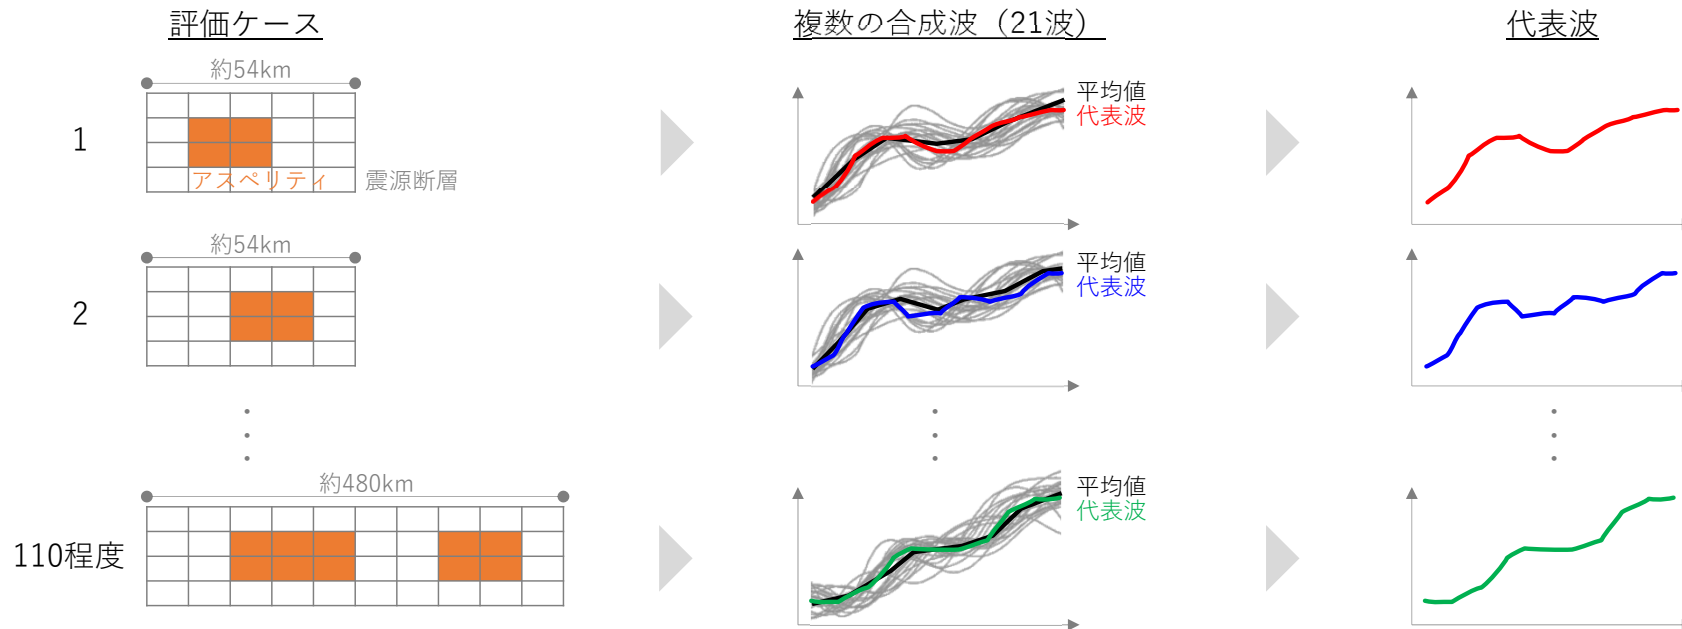 評価ケース
複数の合成波（21波）
代表波
約54km
1
アスペリティ
震源断層
平均値
代表波
約54km
2
平均値
代表波
約480km
110程度
平均値
代表波